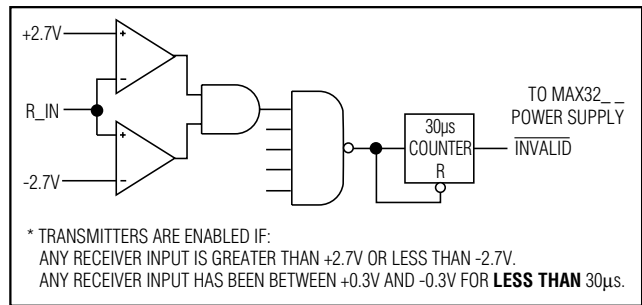 +2.7V
+
-
R_IN
+
-
-2.7V
30µs
COUNTER
R
TO MAX32_ _
POWER SUPPLY
INVALID
* TRANSMITTERS ARE ENABLED IF:
ANY RECEIVER INPUT IS GREATER THAN +2.7V OR LESS THAN -2.7V.
ANY RECEIVER INPUT HAS BEEN BETWEEN +0.3V AND -0.3V FOR LESS THAN 30µs.